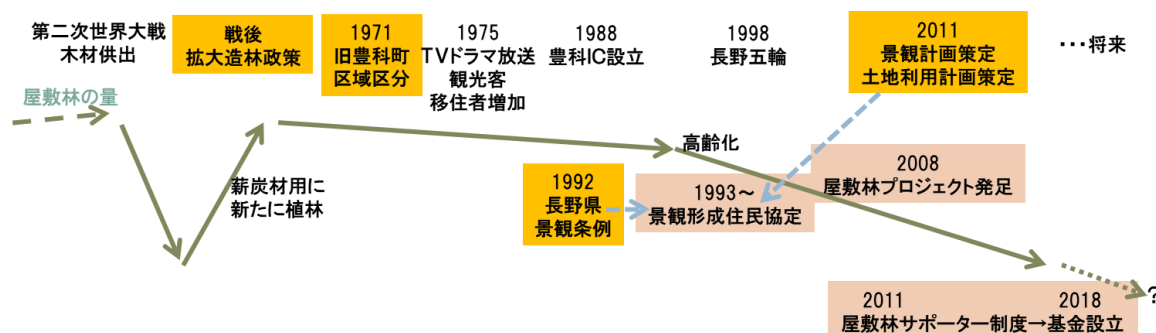 第二次世界大戦
木材供出
戦後
拡大造林政策
1971
旧豊科町
区域区分
1975
TVドラマ放送
観光客
移住者増加
1988
豊科IC設立
1998
長野五輪
2011
景観計画策定
土地利用計画策定
…将来
屋敷林の量
薪炭材用に
新たに植林
高齢化
1992
長野県
景観条例
1993~
景観形成住民協定
2008
屋敷林プロジェクト発足
2011 2018
屋敷林サポーター制度→基金設立
?